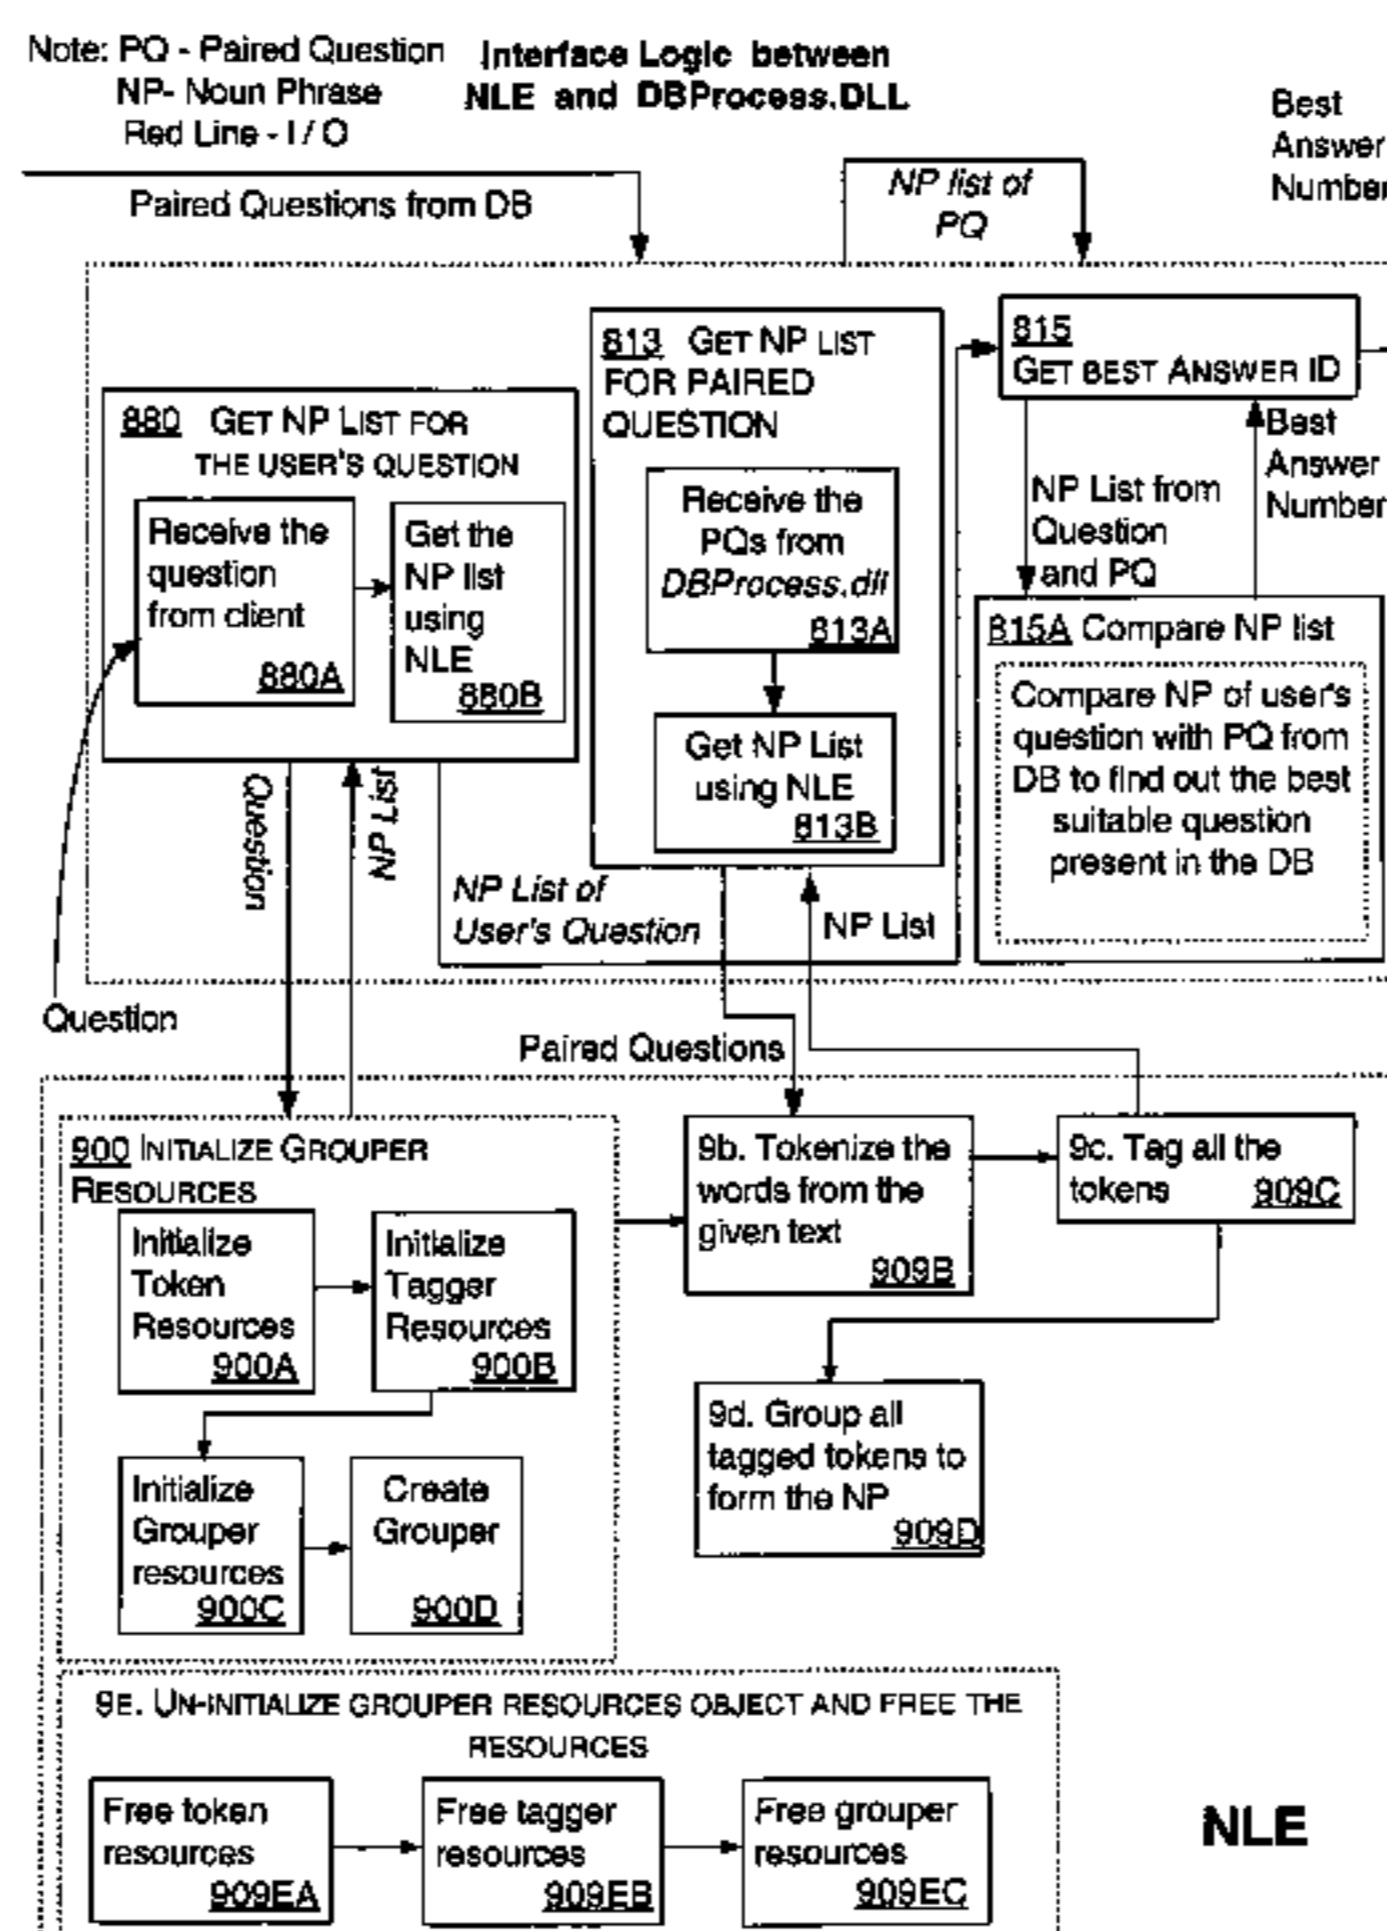 Note: PQ - Paired Question
NP- Noun Phrase
Red Line - I / O
Interface Logic between
NLE and DBProcess.DLL
Best
Answer
Number
Paired Questions from DB
NP list of
PQ
880 GET NP LIST FOR
THE USER'S QUESTION
Receive the
question
from client
880A
Get the
NP list
using
NLE
880B
813 GET NP LIST
FOR PAIRED
QUESTION
Receive the
PQs from
DBProcess.dll
813A
Get NP List
using NLE
813B
815
GET BEST ANSWER ID
NP List from
Question
and PQ
Best
Answer
Number
815A Compare NP list
Compare NP of user's
question with PQ from
DB to find out the best
suitable question
present in the DB
Question
NP List
NP List of
User's Question
NP List
Question
Paired Questions
900 INITIALIZE GROUPER
RESOURCES
Initialize
Token
Resources
900A
Initialize
Tagger
Resources
900B
Initialize
Grouper
resources
900C
Create
Grouper
900D
9b. Tokenize the
words from the
given text
909B
9c. Tag all the
tokens 909C
9d. Group all
tagged tokens to
form the NP
909D
9E. UN-INITIALIZE GROUPER RESOURCES OBJECT AND FREE THE
RESOURCES
Free token
resources
909EA
Free tagger
resources
909EB
Free grouper
resources
909EC
NLE